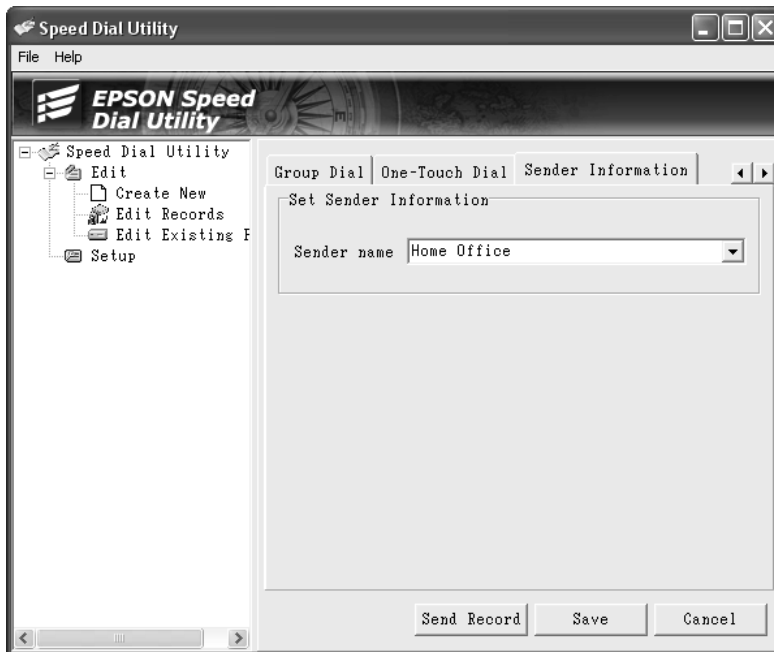 Speed Dial Utility
File Help
EPSON Speed
Dial Utility
Speed Dial Utility
Edit
Create New
Edit Records
Edit Existing F
Setup
Group Dial One-Touch Dial Sender Information
Set Sender Information
Sender name Home Office
Send Record Save Cancel